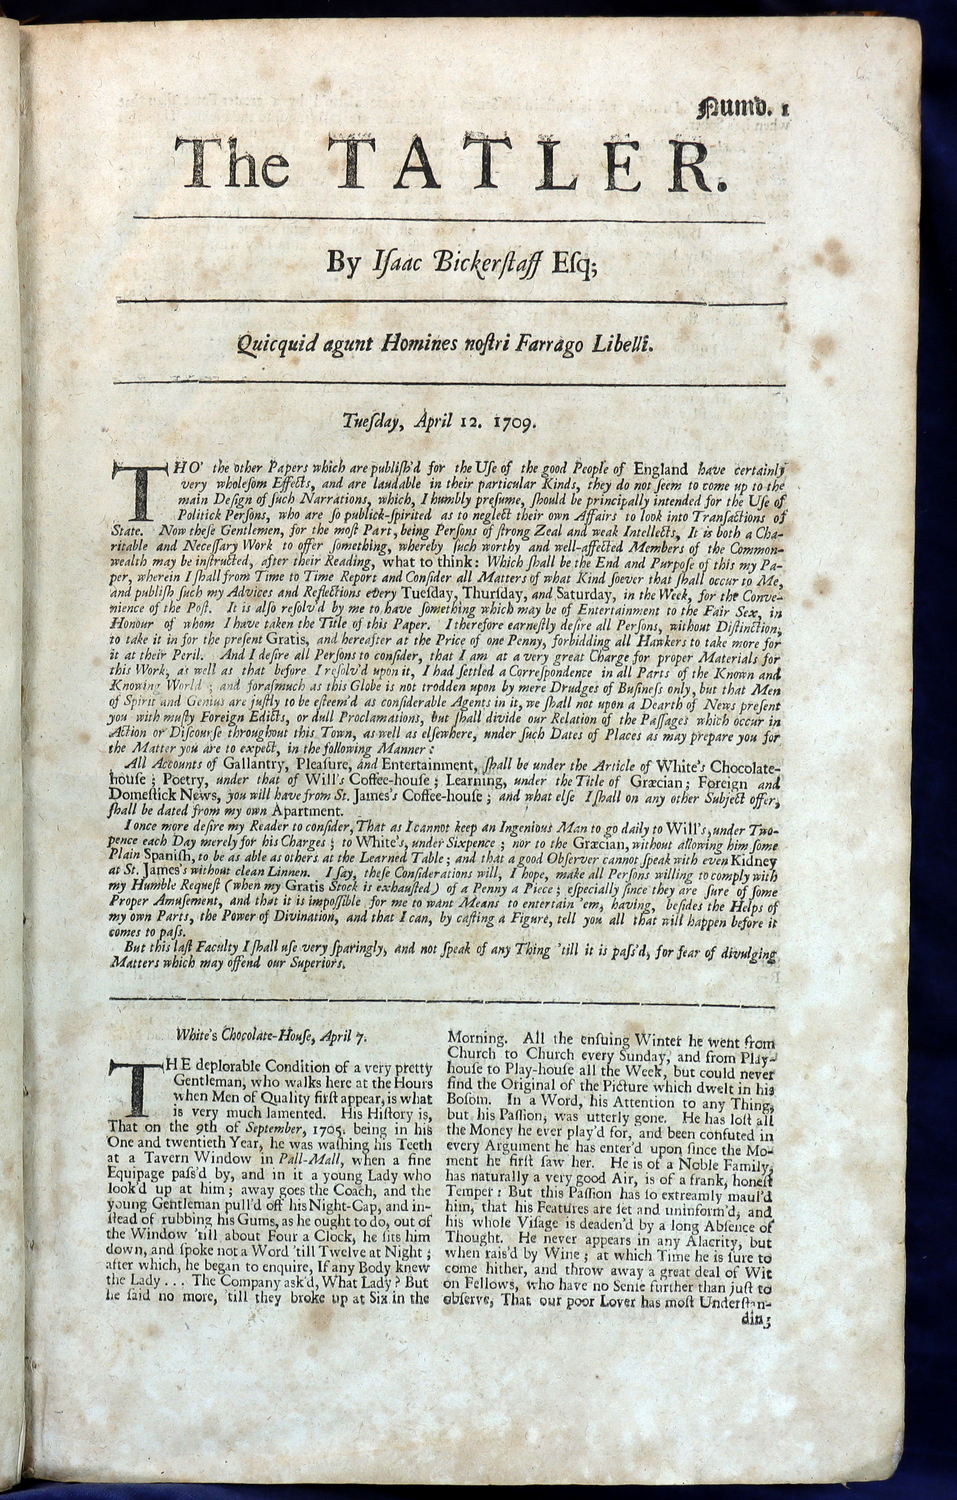 Numb. 1
The TATLER.
By Iſaac Bickerſtaff Eſq;
Quicquid agunt Homines noſtri Farrago Libelli.
Tueſday, April 12. 1709.
THO' the other Papers which are publiſh'd for the Uſe of the good People of England have certainly
very wholeſom Effects, and are laudable in their particular Kinds, they do not ſeem to come up to the
main Deſign of ſuch Narrations, which, I humbly preſume, ſhould be principally intended for the Uſe of
Politick Perſons, who are ſo publick-ſpirited as to neglect their own Affairs to look into Tranſactions of
State. Now theſe Gentlemen, for the moſt Part, being Perſons of ſtrong Zeal and weak Intellects, It is both a Cha-
ritable and Neceſſary Work to offer ſomething, whereby ſuch worthy and well-affected Members of the Common-
wealth may be inſtructed, after their Reading, what to think: Which ſhall be the End and Purpoſe of this my Pa-
per, wherein I ſhall from Time to Time Report and Conſider all Matters of what Kind ſoever that ſhall occur to Me,
and publiſh ſuch my Advices and Reflections every Tueſday, Thurſday, and Saturday, in the Week, for the Conve-
nience of the Poſt. It is alſo reſolv'd by me to have ſomething which may be of Entertainment to the Fair Sex, in
Honour of whom I have taken the Title of this Paper. I therefore earneſtly deſire all Perſons, without Diſtinction,
to take it in for the preſent Gratis, and hereafter at the Price of one Penny, forbidding all Hawkers to take more for
it at their Peril. And I deſire all Perſons to conſider, that I am at a very great Charge for proper Materials for
this Work, as well as that before I reſolv'd upon it, I had ſettled a Correſpondence in all Parts of the Known and
Knowing World; and foraſmuch as this Globe is not trodden upon by mere Drudges of Buſineſs only, but that Men
of Spirit and Genius are juſtly to be eſteem'd as conſiderable Agents in it, we ſhall not upon a Dearth of News preſent
you with muſty Foreign Edicts, or dull Proclamations, but ſhall divide our Relation of the Paſſages which occur in
Action or Diſcourſe throughout this Town, as well as elſewhere, under ſuch Dates of Places as may prepare you for
the Matter you are to expect, in the following Manner:
All Accounts of Gallantry, Pleaſure, and Entertainment, ſhall be under the Article of White's Chocolate-
houſe; Poetry, under that of Will's Coffee-houſe; Learning, under the Title of Græcian; Foreign and
Domeſtick News, you will have from St. James's Coffee-houſe; and what elſe I ſhall on any other Subject offer,
ſhall be dated from my own Apartment.
I once more deſire my Reader to conſider, That as I cannot keep an Ingenious Man to go daily to Will's, under Two-
pence each Day merely for his Charges; to White's, under Sixpence; nor to the Græcian, without allowing him ſome
Plain Spaniſh, to be as able as others at the Learned Table; and that a good Obſerver cannot ſpeak with even Kidney
at St. James's without clean Linnen. I ſay, theſe Conſiderations will, I hope, make all Perſons willing to comply with
my Humble Requeſt (when my Gratis Stock is exhauſted) of a Penny a Piece; eſpecially ſince they are ſure of ſome
Proper Amuſement, and that it is impoſſible for me to want Means to entertain 'em, having, beſides the Helps of
my own Parts, the Power of Divination, and that I can, by caſting a Figure, tell you all that will happen before it
comes to paſs.
But this laſt Faculty I ſhall uſe very ſparingly, and not ſpeak of any Thing 'till it is paſs'd, for fear of divulging
Matters which may offend our Superiors.
White's Chocolate-Houſe, April 7.
THE deplorable Condition of a very pretty
Gentleman, who walks here at the Hours
when Men of Quality firſt appear, is what
is very much lamented. His Hiſtory is,
That on the 9th of September, 1705. being in his
One and twentieth Year, he was waſhing his Teeth
at a Tavern Window in Pall-Mall, when a fine
Equipage paſs'd by, and in it a young Lady who
look'd up at him; away goes the Coach, and the
young Gentleman pull'd off his Night-Cap, and in-
ſtead of rubbing his Gums, as he ought to do, out of
the Window 'till about Four a Clock, he ſits him
down, and ſpoke not a Word 'till Twelve at Night;
after which, he began to enquire, If any Body knew
the Lady . . . The Company ask'd, What Lady? But
he ſaid no more, 'till they broke up at Six in the
Morning. All the enſuing Winter he went from
Church to Church every Sunday, and from Play-
houſe to Play-houſe all the Week, but could never
find the Original of the Picture which dwelt in his
Boſom. In a Word, his Attention to any Thing,
but his Paſſion, was utterly gone. He has loſt all
the Money he ever play'd for, and been confuted in
every Argument he has enter'd upon ſince the Mo-
ment he firſt ſaw her. He is of a Noble Family,
has naturally a very good Air, is of a frank, honeſt
Temper: But this Paſſion has ſo extreamly maul'd
him, that his Features are ſet and uninform'd, and
his whole Viſage is deaden'd by a long Abſence of
Thought. He never appears in any Alacrity, but
when rais'd by Wine; at which Time he is ſure to
come hither, and throw away a great deal of Wit
on Fellows, who have no Senſe further than juſt to
obſerve, That our poor Lover has moſt Underſtan-
ding